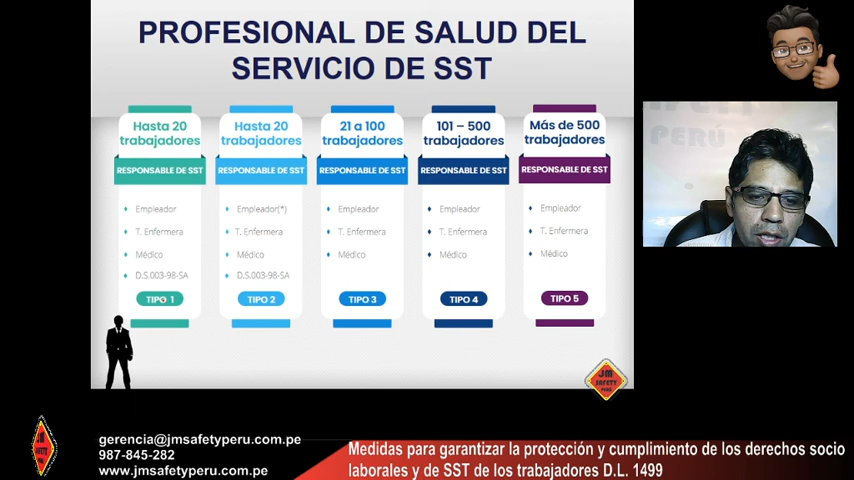 PROFESIONAL DE SALUD DEL
SERVICIO DE SST
Hasta 20
trabajadores
RESPONSABLE DE SST
Empleador
T. Enfermera
Médico
D.S.003-98-SA
TIPO 1
Hasta 20
trabajadores
RESPONSABLE DE SST
Empleador(*)
T. Enfermera
Médico
D.S.003-98-SA
TIPO 2
21 a 100
trabajadores
RESPONSABLE DE SST
Empleador
T. Enfermera
Médico
TIPO 3
101 – 500
trabajadores
RESPONSABLE DE SST
Empleador
T. Enfermera
Médico
TIPO 4
Más de 500
trabajadores
RESPONSABLE DE SST
Empleador
T. Enfermera
Médico
TIPO 5
PERÚ
JM
SAFETY
PERÚ
gerencia@jmsafetyperu.com.pe
987-845-282
www.jmsafetyperu.com.pe
Medidas para garantizar la protección y cumplimiento de los derechos socio
laborales y de SST de los trabajadores D.L. 1499